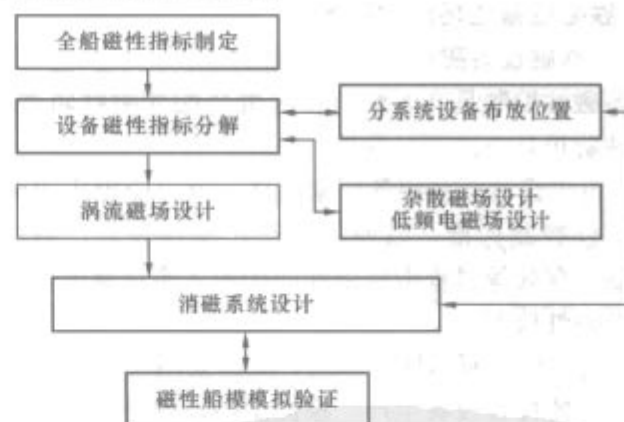 全船磁性指标制定
设备磁性指标分解
分系统设备布放位置
涡流磁场设计
杂散磁场设计
低频电磁场设计
消磁系统设计
磁性船模模拟验证